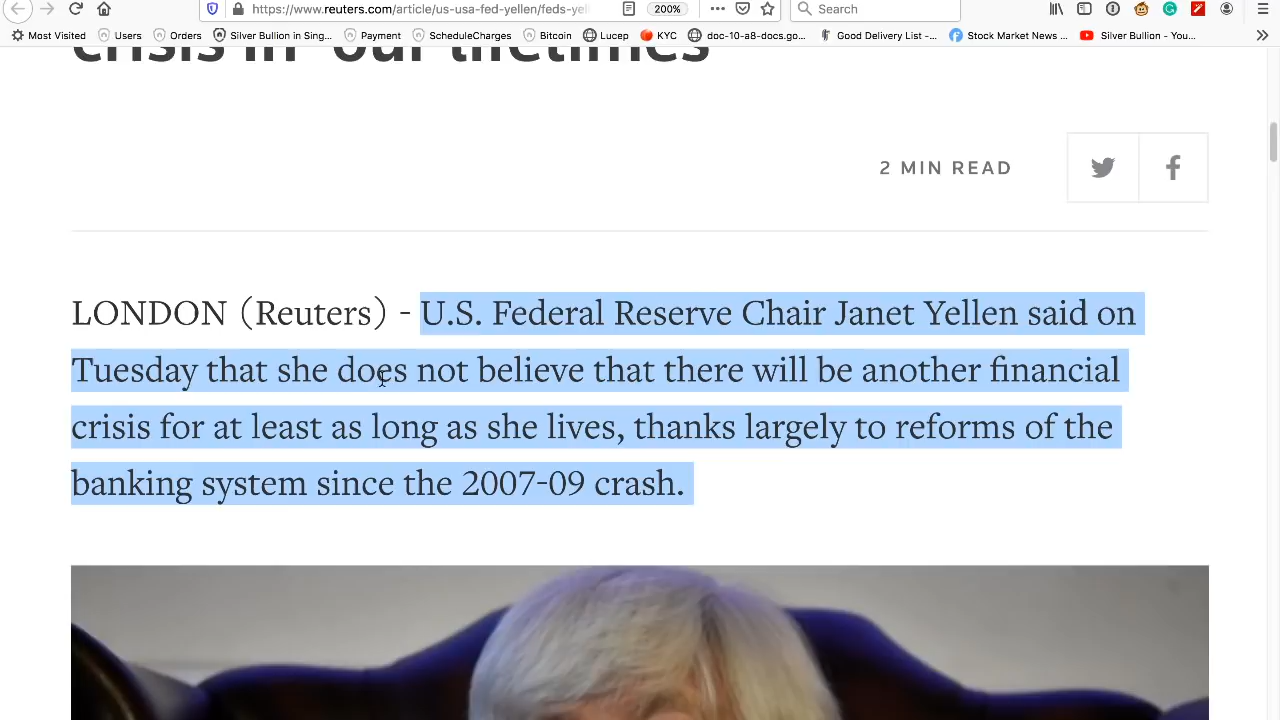 https://www.reuters.com/article/us-usa-fed-yellen/feds-yel
200%
Search
Most Visited
Users
Orders
Silver Bullion in Sing...
Payment
ScheduleCharges
Bitcoin
Lucep
KYC
doc-10-a8-docs.go...
Good Delivery List -...
Stock Market News ...
Silver Bullion - You...
crisis in 'our lifetimes'
2 MIN READ
LONDON (Reuters) - U.S. Federal Reserve Chair Janet Yellen said on
Tuesday that she does not believe that there will be another financial
crisis for at least as long as she lives, thanks largely to reforms of the
banking system since the 2007-09 crash.